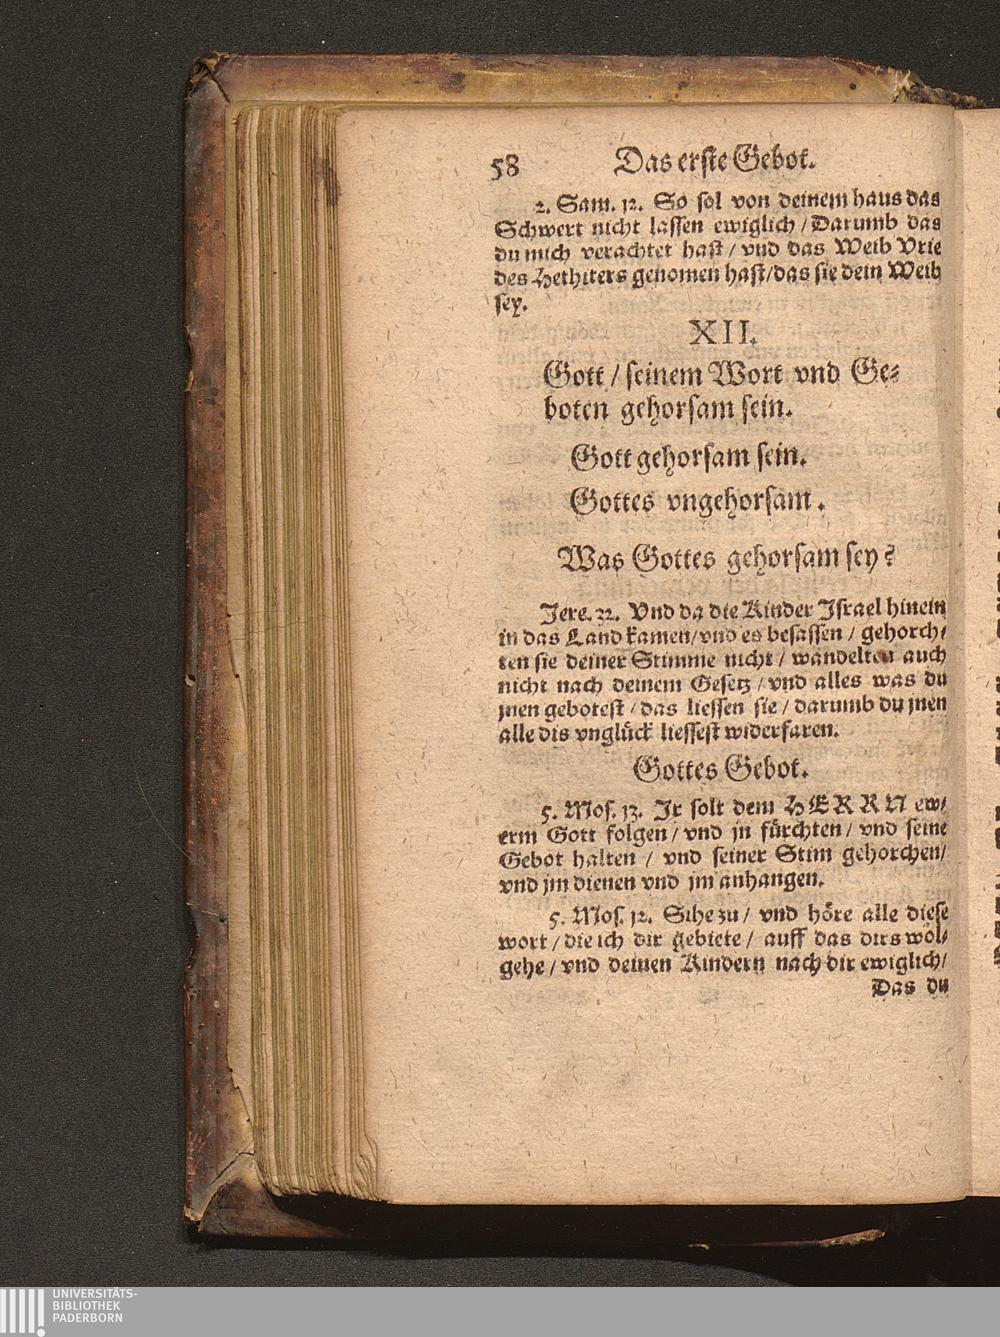 58 Das erste Gebot.
2. Sam. 12. So sol von deinem haus das
Schwert nicht lassen ewiglich / Darumb das
du mich verachtet hast / vnd das Weib Vrie
des Hethiters genomen hast / das sie dein Weib
sey.
XII.
Gott / seinem Wort vnd Ge⸗
boten gehorsam sein.
Gott gehorsam sein.
Gottes vngehorsam.
Was Gottes gehorsam sey?
Jere. 32. Vnd da die Kinder Israel hinein
in das Land kamen / vnd es besassen / gehorch⸗
ten sie deiner Stimme nicht / wandelten auch
nicht nach deinem Gesetz / vnd alles was du
jnen gebotest / das liessen sie / darumb du jnen
alle dis vnglück liessest widerfaren.
Gottes Gebot.
5. Mos. 13. Jr solt dem HERRN ew⸗
erm Gott folgen / vnd jn fürchten / vnd seine
Gebot halten / vnd seiner Stim gehorchen /
vnd jm dienen vnd jm anhangen.
5. Mos. 12. Sihe zu / vnd höre alle diese
wort / die ich dir gebiete / auff das dirs wol⸗
gehe / vnd deinen Kindern nach dir ewiglich /
Das du
UNIVERSITÄTS-
BIBLIOTHEK
PADERBORN